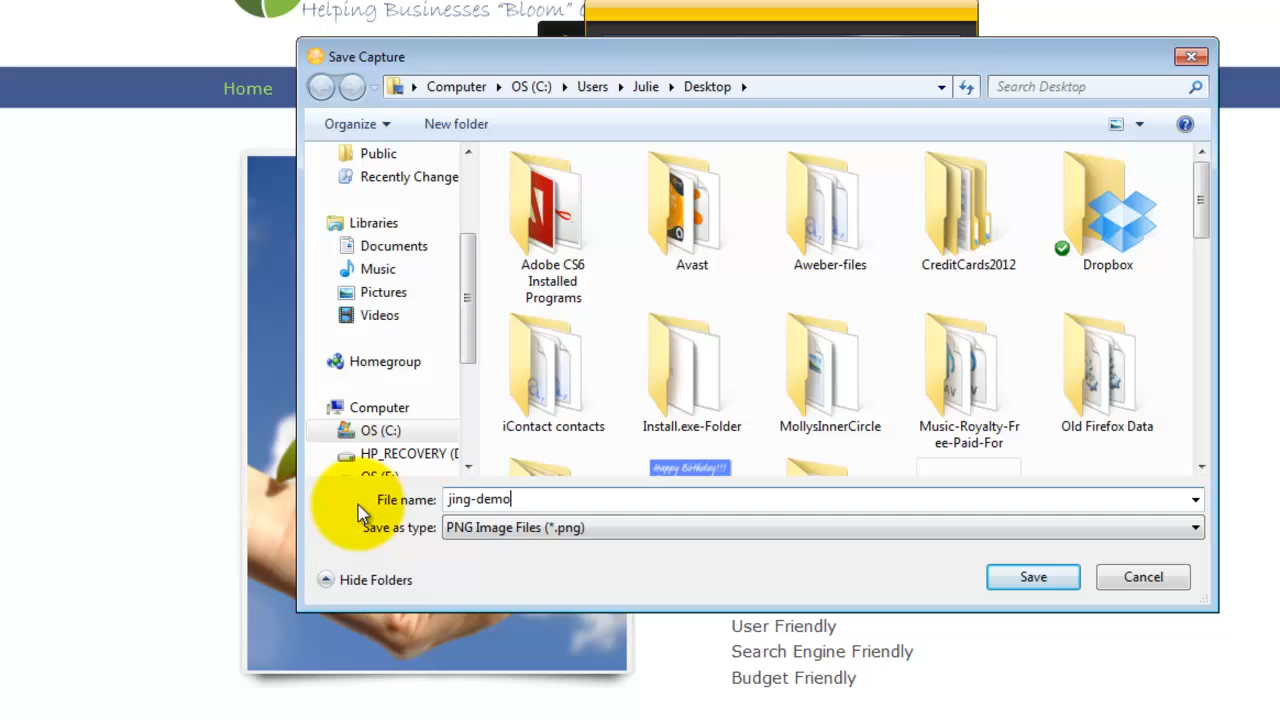 Helping Businesses "Bloom"
Save Capture
Computer OS (C:) Users Julie Desktop
Search Desktop
Home
Organize New folder
Public
Recently Change
Libraries
Documents
Music
Pictures
Videos
Homegroup
Computer
OS (C:)
HP_RECOVERY (D
Adobe CS6 Installed Programs
Avast
Aweber-files
CreditCards2012
Dropbox
iContact contacts
Install.exe-Folder
MollysInnerCircle
Music-Royalty-Free-Paid-For
Old Firefox Data
Happy Birthday!!!
File name: jing-demo
Save as type: PNG Image Files (*.png)
Hide Folders
Save
Cancel
User Friendly
Search Engine Friendly
Budget Friendly